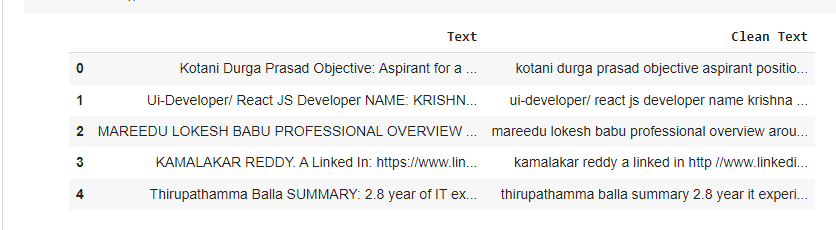 Text Clean Text
0 Kotani Durga Prasad Objective: Aspirant for a ... kotani durga prasad objective aspirant positio...
1 Ui-Developer/ React JS Developer NAME: KRISHN... ui-developer/ react js developer name krishna ...
2 MAREEDU LOKESH BABU PROFESSIONAL OVERVIEW ... mareedu lokesh babu professional overview arou...
3 KAMALAKAR REDDY. A Linked In: https://www.lin... kamalakar reddy a linked in http //www.linkedi...
4 Thirupathamma Balla SUMMARY: 2.8 year of IT ex... thirupathamma balla summary 2.8 year it experi...